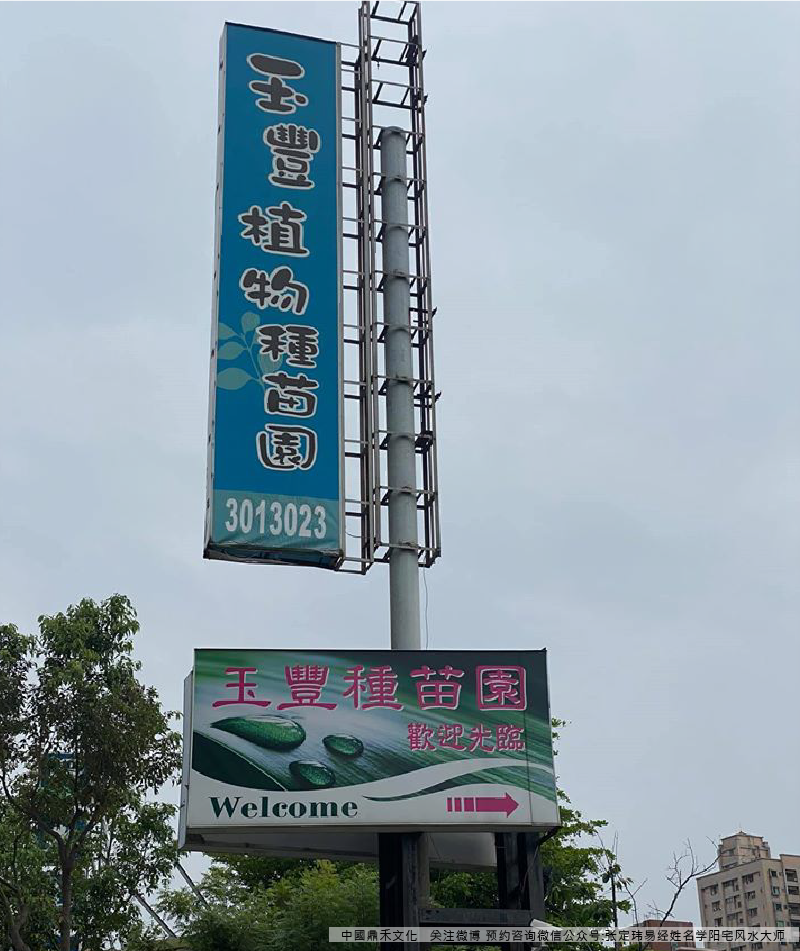 玉豐植物種苗園
3013023
玉豐種苗園
歡迎光臨
Welcome
中國鼎禾文化 关注微博 预约咨询微信公众号:张定玮易经姓名学阳宅风水大师